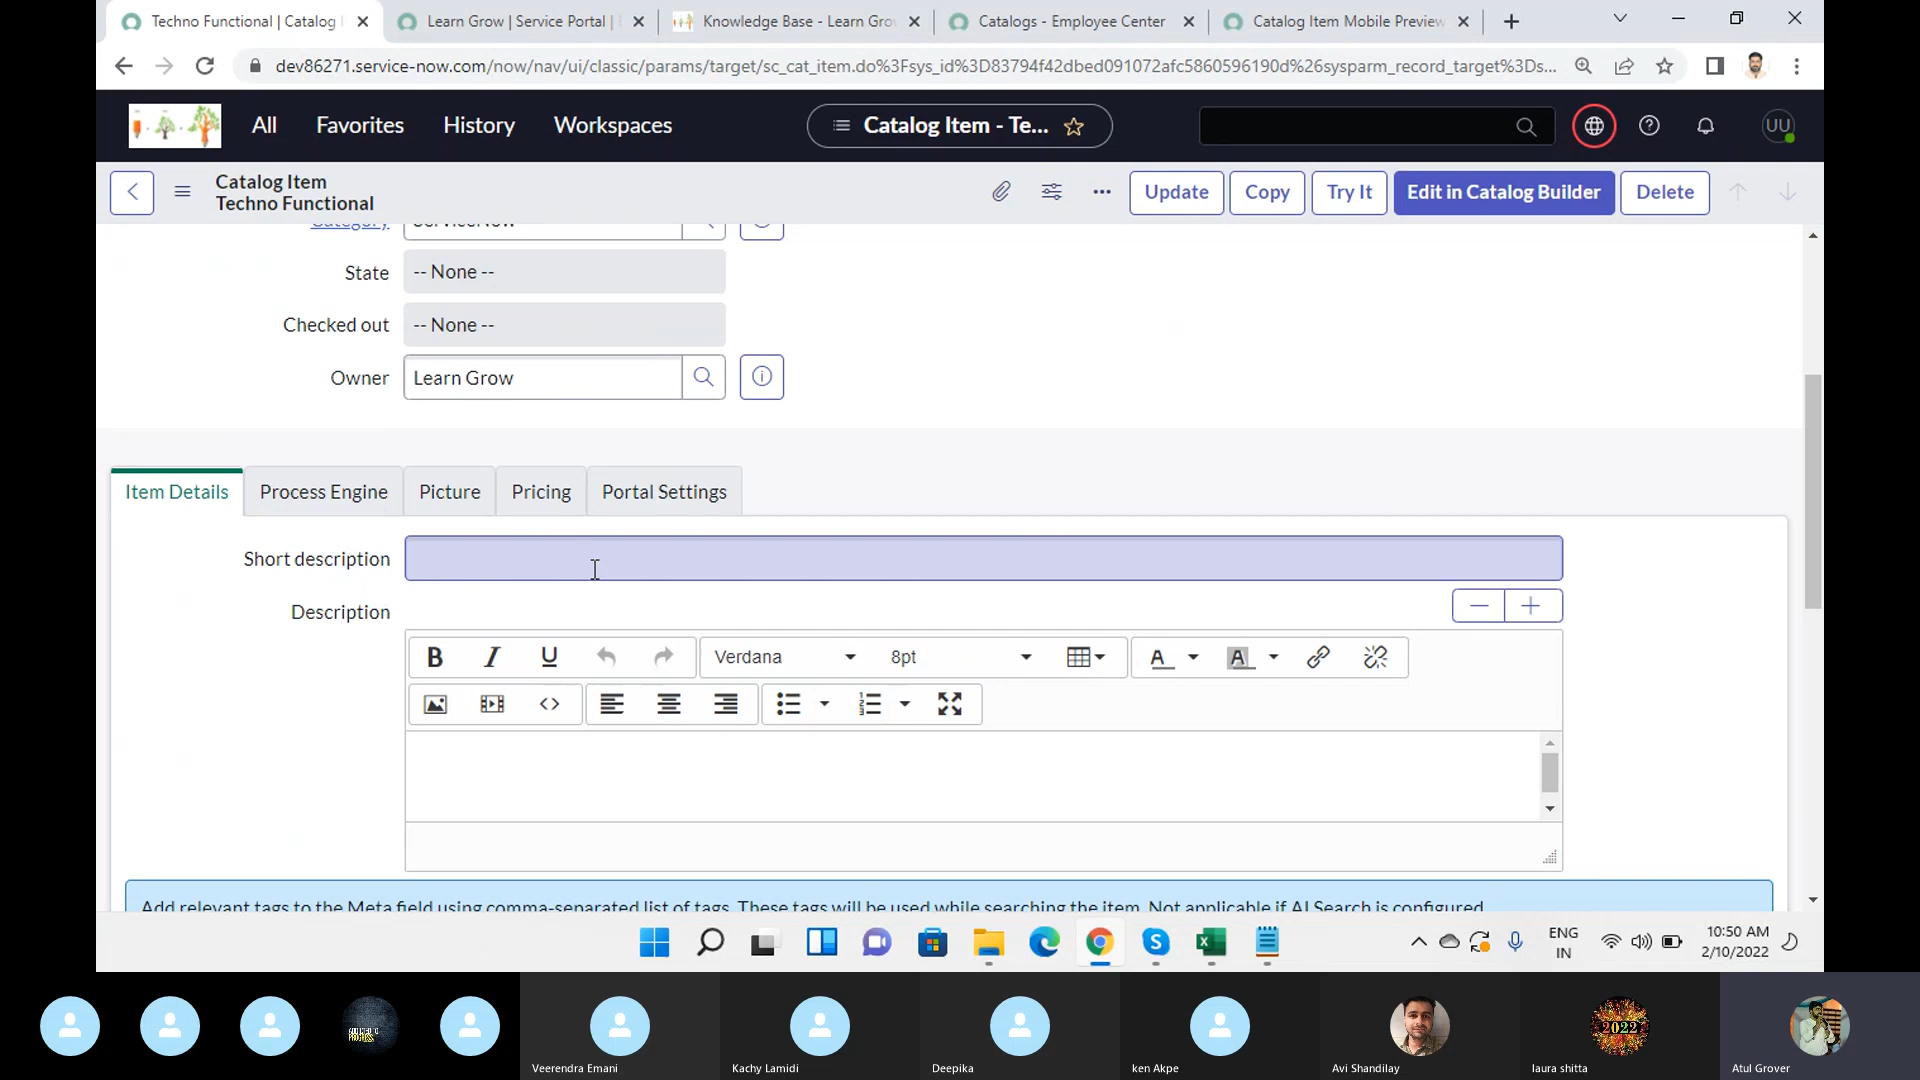 Techno Functional | Catalog
Learn Grow | Service Portal |
Knowledge Base - Learn Gro
Catalogs - Employee Center
Catalog Item Mobile Preview
dev86271.service-now.com/now/nav/ui/classic/params/target/sc_cat_item.do%3Fsys_id%3D83794f42dbed091072afc5860596190d%26sysparm_record_target%3Ds...
All
Favorites
History
Workspaces
Catalog Item - Te...
UU
Catalog Item
Techno Functional
Update
Copy
Try It
Edit in Catalog Builder
Delete
Category
ServiceNow
State
-- None --
Checked out
-- None --
Owner
Learn Grow
Item Details
Process Engine
Picture
Pricing
Portal Settings
Short description
Description
B I U
Verdana
8pt
A
A
Add relevant tags to the Meta field using comma-separated list of tags. These tags will be used while searching the item. Not applicable if AI Search is configured
ENG
IN
10:50 AM
2/10/2022
2022
Veerendra Emani
Kachy Lamidi
Deepika
ken Akpe
Avi Shandilay
laura shitta
Atul Grover